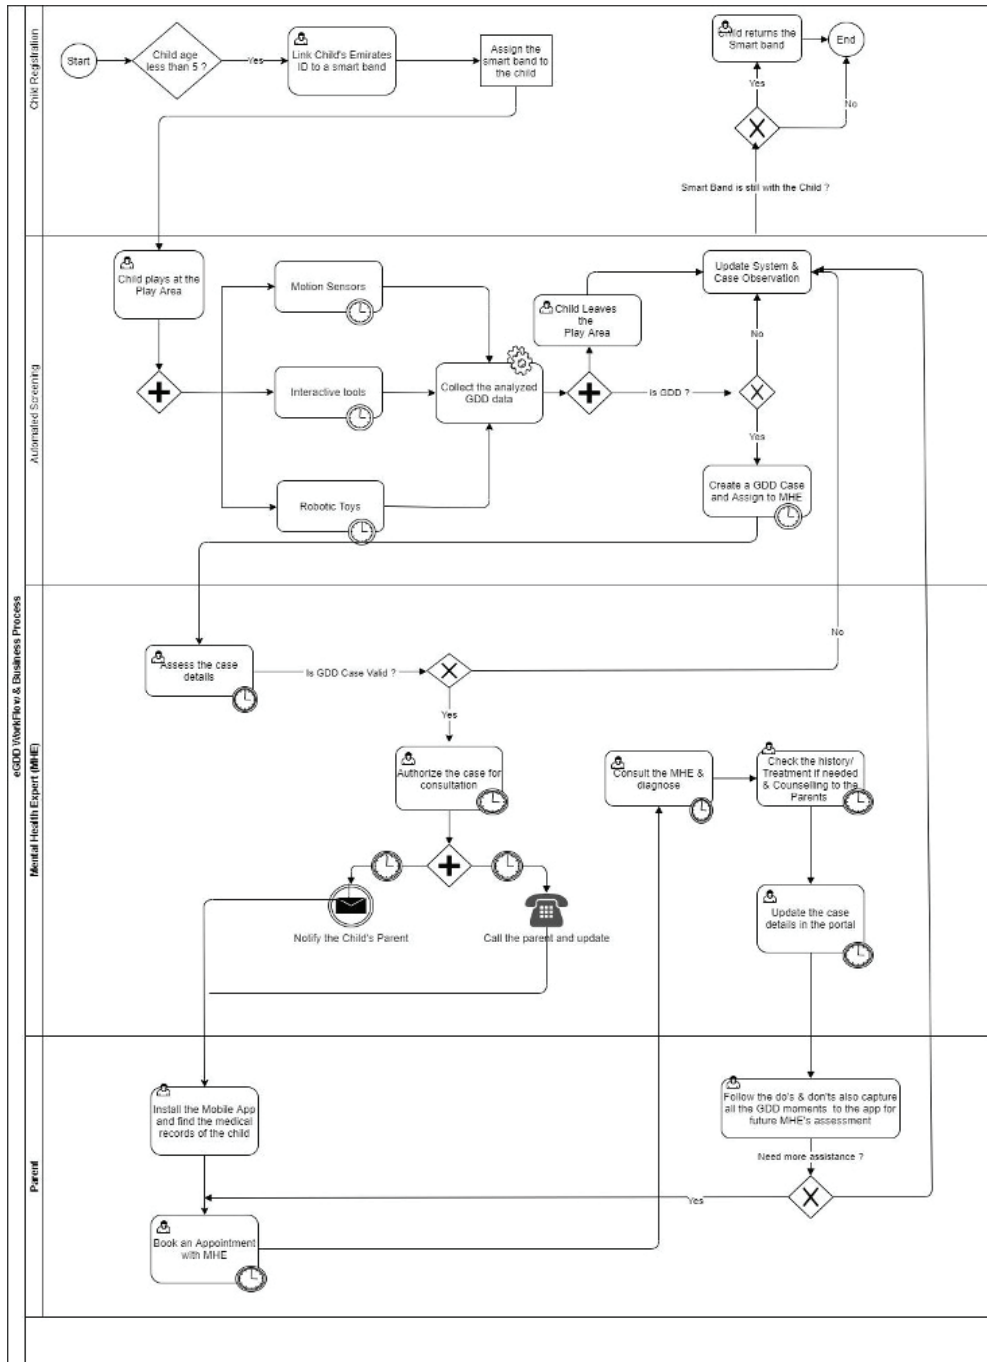 eGDD WorkFlow & Business Process
Child Registration
Start
Child age
less than 5 ?
Yes
Link Child's Emirates
ID to a smart band
Assign the
smart band to
the child
Child returns the
Smart band
End
Yes
No
Smart Band is still with the Child ?
Automated Screening
Child plays at the
Play Area
Motion Sensors
Interactive tools
Robotic Toys
Collect the analyzed
GDD data
Child Leaves
the
Play Area
Is GDD ?
Update System &
Case Observation
No
Yes
Create a GDD Case
and Assign to MHE
Mental Health Expert (MHE)
Assess the case
details
Is GDD Case Valid ?
No
Yes
Authorize the case for
consultation
Notify the Child's Parent
Call the parent and update
Consult the MHE &
diagnose
Check the history/
Treatment if needed
& Counselling to the
Parents
Update the case
details in the portal
Parent
Install the Mobile App
and find the medical
records of the child
Book an Appointment
with MHE
Follow the do's & don'ts also capture
all the GDD moments to the app for
future MHE's assessment
Need more assistance ?
Yes